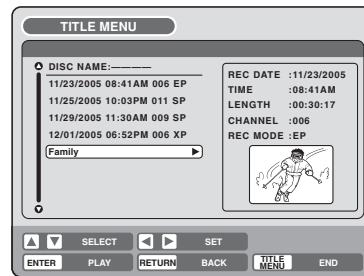 TITLE MENU
DISC NAME:————
11/23/2005 08:41AM 006 EP
11/25/2005 10:03PM 011 SP
11/29/2005 11:30AM 009 SP
12/01/2005 06:52PM 006 XP
Family
REC DATE :11/23/2005
TIME :08:41AM
LENGTH :00:30:17
CHANNEL :006
REC MODE :EP
SELECT SET
ENTER PLAY RETURN BACK TITLE MENU END